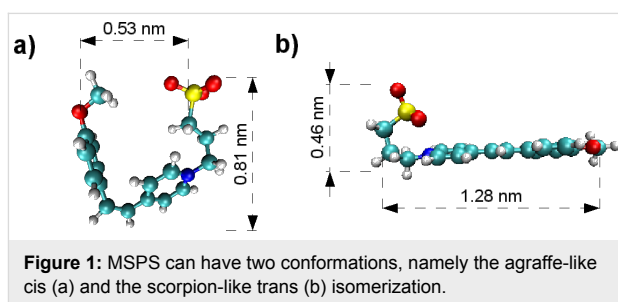 a)
0.53 nm
0.81 nm
b)
0.46 nm
1.28 nm
Figure 1: MSPS can have two conformations, namely the agraffe-like
cis (a) and the scorpion-like trans (b) isomerization.